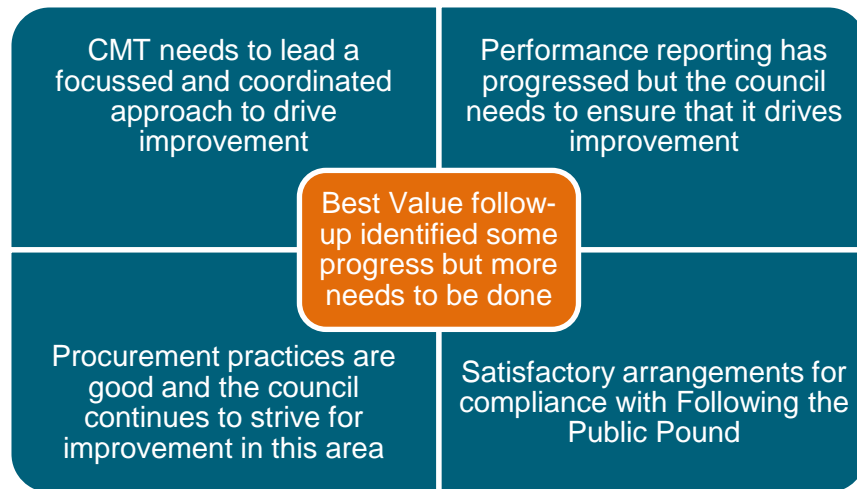 CMT needs to lead a
focussed and coordinated
approach to drive
improvement
Performance reporting has
progressed but the council
needs to ensure that it drives
improvement
Best Value follow-
up identified some
progress but more
needs to be done
Procurement practices are
good and the council
continues to strive for
improvement in this area
Satisfactory arrangements for
compliance with Following the
Public Pound